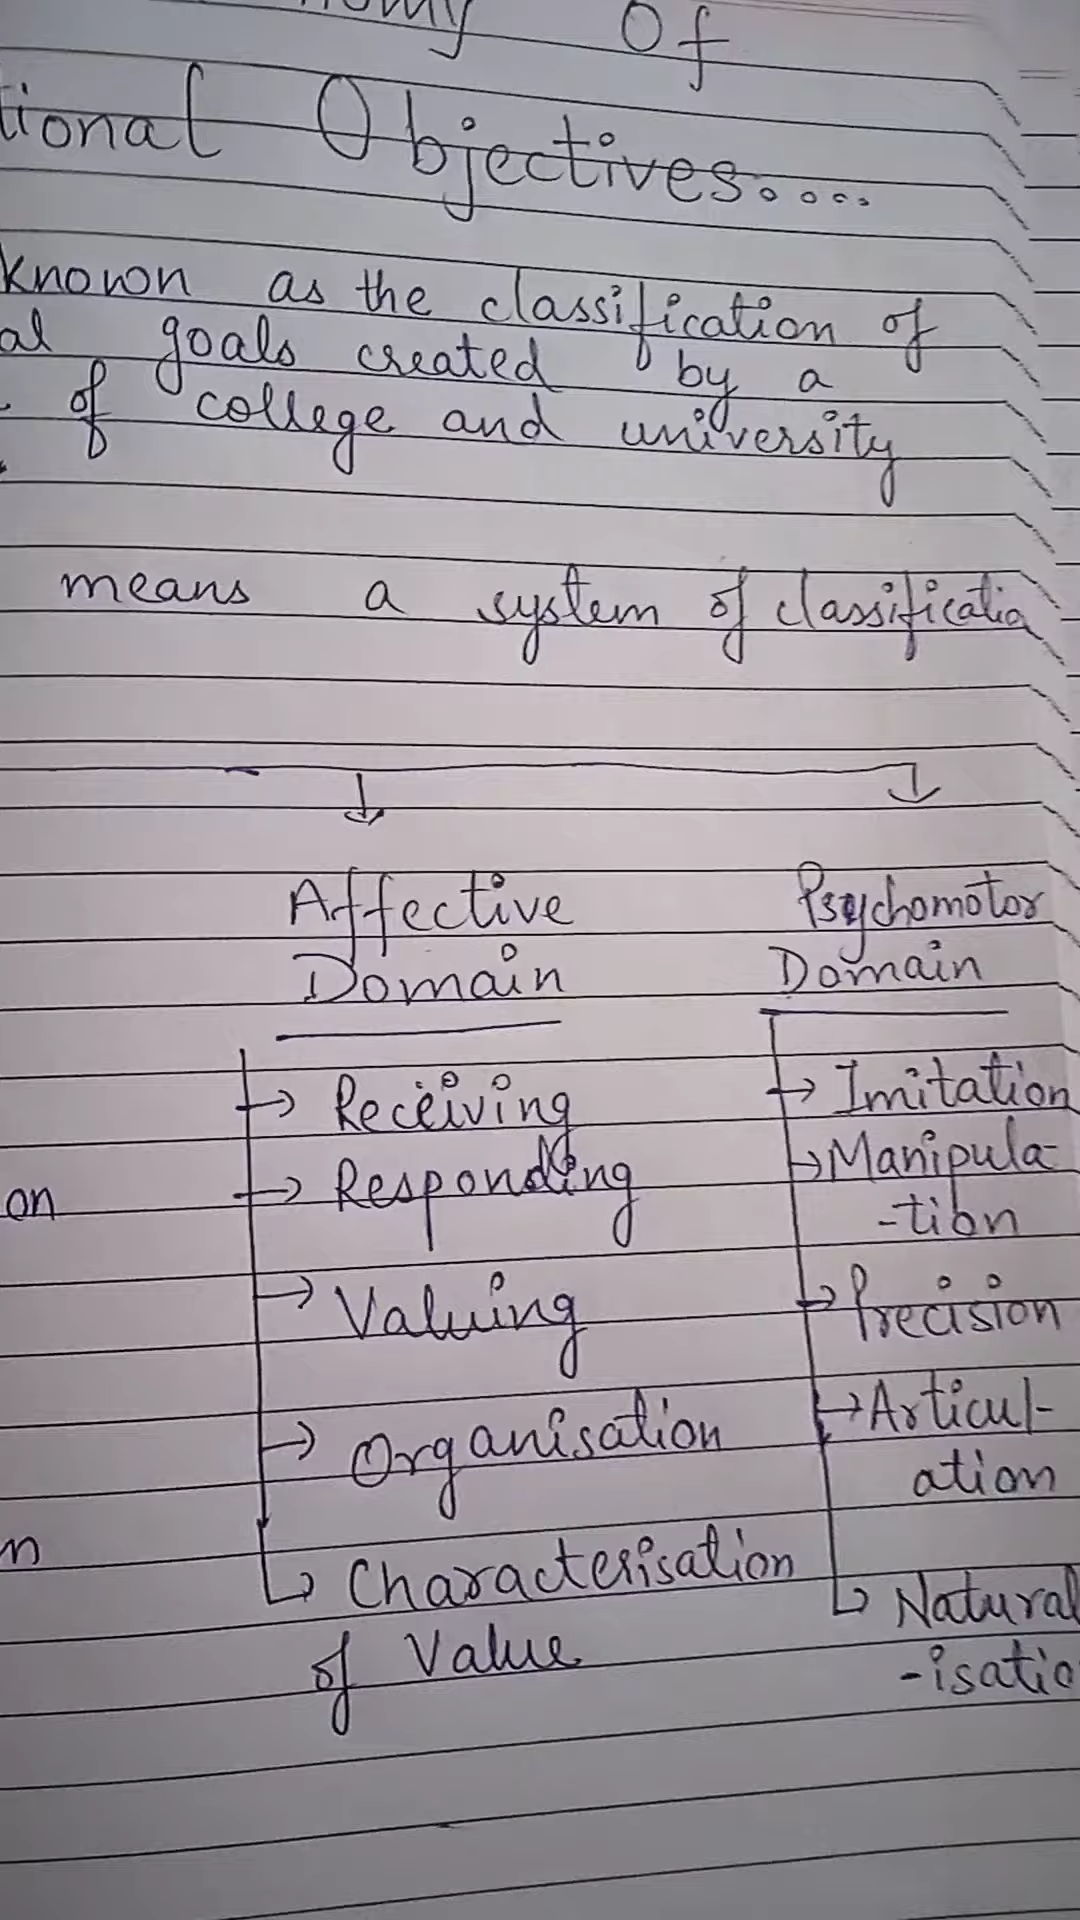 Of
tional Objectives.....
known as the classification of
al goals created by a
of college and university
means a system of classificatio
Affective
Domain
Psychomotor
Domain
→ Receiving
→ Responding
→ Valuing
→ Organisation
↳ Characterisation
of Value
→ Imitation
→ Manipula-
-tion
→ Precision
→ Articul-
ation
↳ Natural
-isatio
on
n